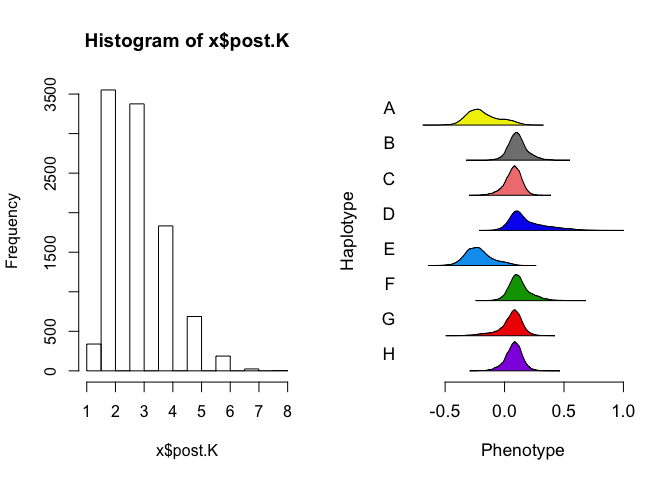 Histogram of x$post.K
Frequency
0
500
1500
2500
3500
1 2 3 4 5 6 7 8
x$post.K
Haplotype
A
B
C
D
E
F
G
H
-0.5 0.0 0.5 1.0
Phenotype